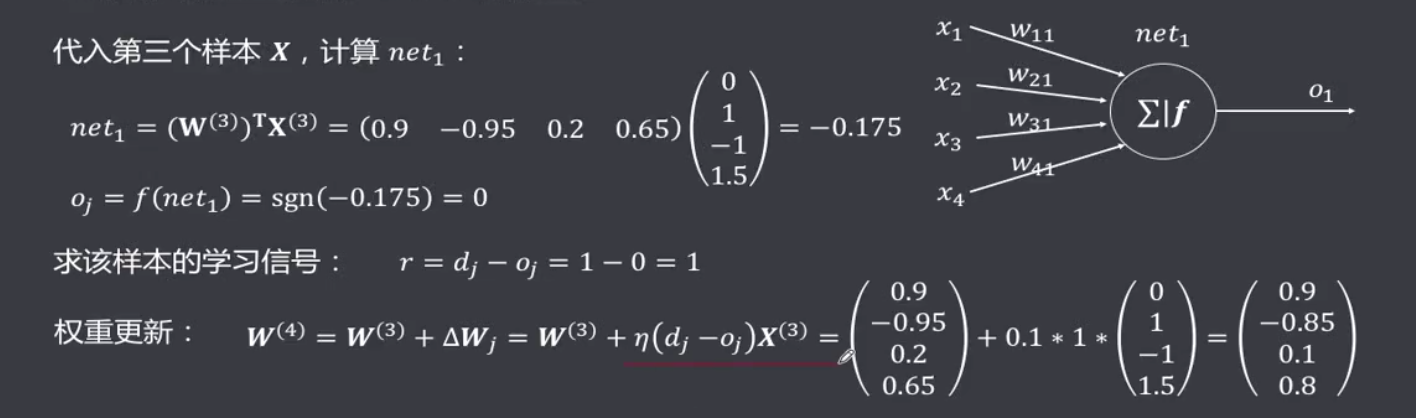 代入第三个样本 X，计算 net₁：
net₁ = (W⁽³⁾)ᵀX⁽³⁾ = (0.9 −0.95 0.2 0.65) (0 1 −1 1.5) = −0.175
oⱼ = f(net₁) = sgn(−0.175) = 0
x₁ w₁₁ net₁
x₂ w₂₁
x₃ w₃₁
x₄ w₄₁
∑|f
o₁
求该样本的学习信号： r = dⱼ − oⱼ = 1 − 0 = 1
权重更新： W⁽⁴⁾ = W⁽³⁾ + ΔWⱼ = W⁽³⁾ + η(dⱼ −oⱼ)X⁽³⁾ = (0.9 −0.95 0.2 0.65) + 0.1 * 1 * (0 1 −1 1.5) = (0.9 −0.85 0.1 0.8)